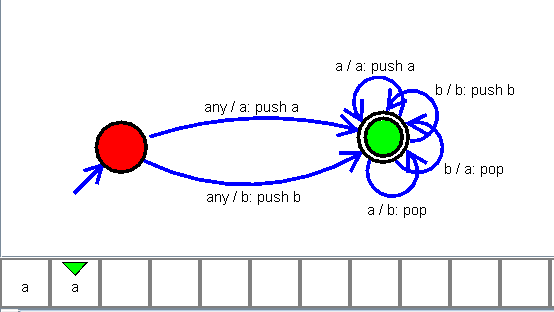 a / a: push a
b / b: push b
any / a: push a
b / a: pop
any / b: push b
a / b: pop
a
a